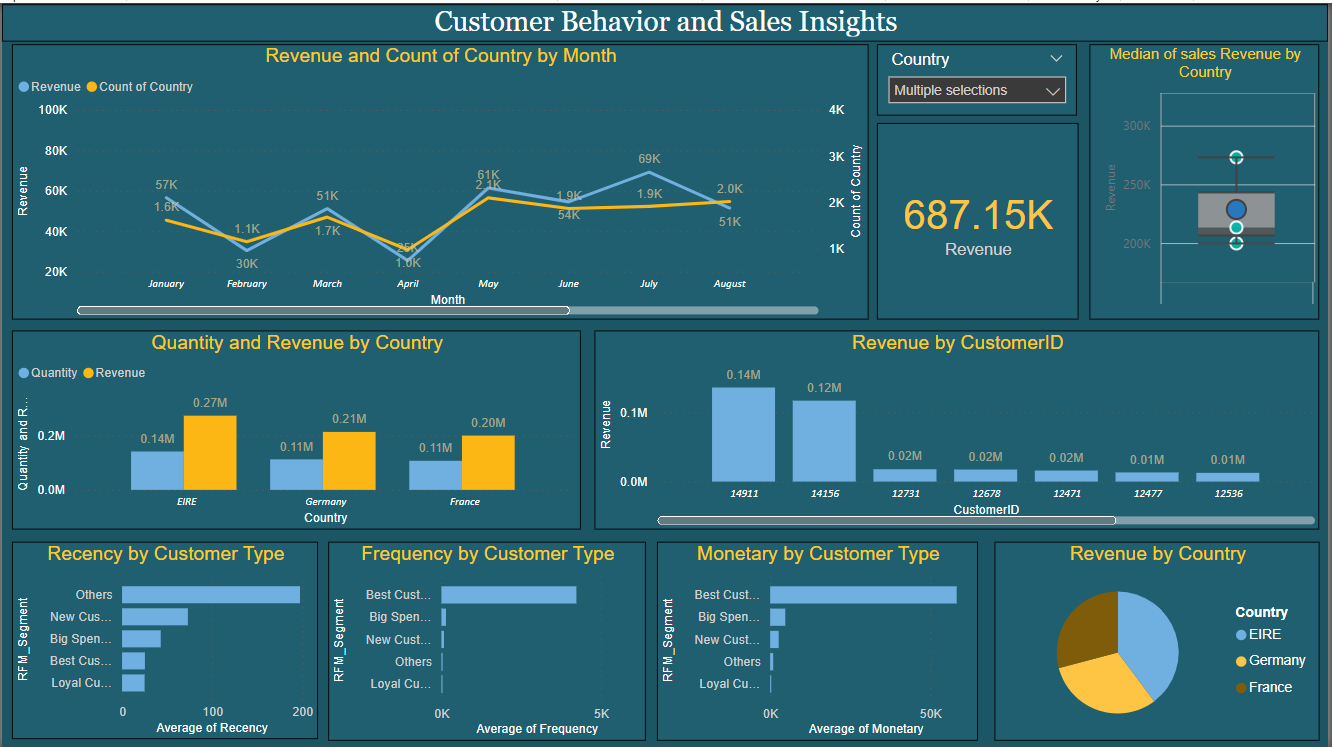 Customer Behavior and Sales Insights
Revenue and Count of Country by Month
Revenue Count of Country
100K
80K
60K
40K
20K
Revenue
4K
3K
2K
1K
Count of Country
57K
1.6K
1.1K
30K
51K
1.7K
25K
1.0K
61K
2.1K
1.9K
54K
69K
1.9K
2.0K
51K
January February March April May June July August
Month
Country
Multiple selections
687.15K
Revenue
Median of sales Revenue by
Country
300K
250K
200K
Revenue
Quantity and Revenue by Country
Quantity Revenue
Quantity and R...
0.2M
0.0M
0.14M 0.27M
0.11M 0.21M
0.11M 0.20M
EIRE Germany France
Country
Revenue by CustomerID
Revenue
0.1M
0.0M
0.14M 0.12M 0.02M 0.02M 0.02M 0.01M 0.01M
14911 14156 12731 12678 12471 12477 12536
CustomerID
Recency by Customer Type
RFM_Segment
Others
New Cus...
Big Spen...
Best Cus...
Loyal Cu...
0 100 200
Average of Recency
Frequency by Customer Type
RFM_Segment
Best Cust...
Big Spen...
New Cust...
Others
Loyal Cu...
0K 5K
Average of Frequency
Monetary by Customer Type
RFM_Segment
Best Cust...
Big Spen...
New Cust...
Others
Loyal Cu...
0K 50K
Average of Monetary
Revenue by Country
Country
EIRE
Germany
France